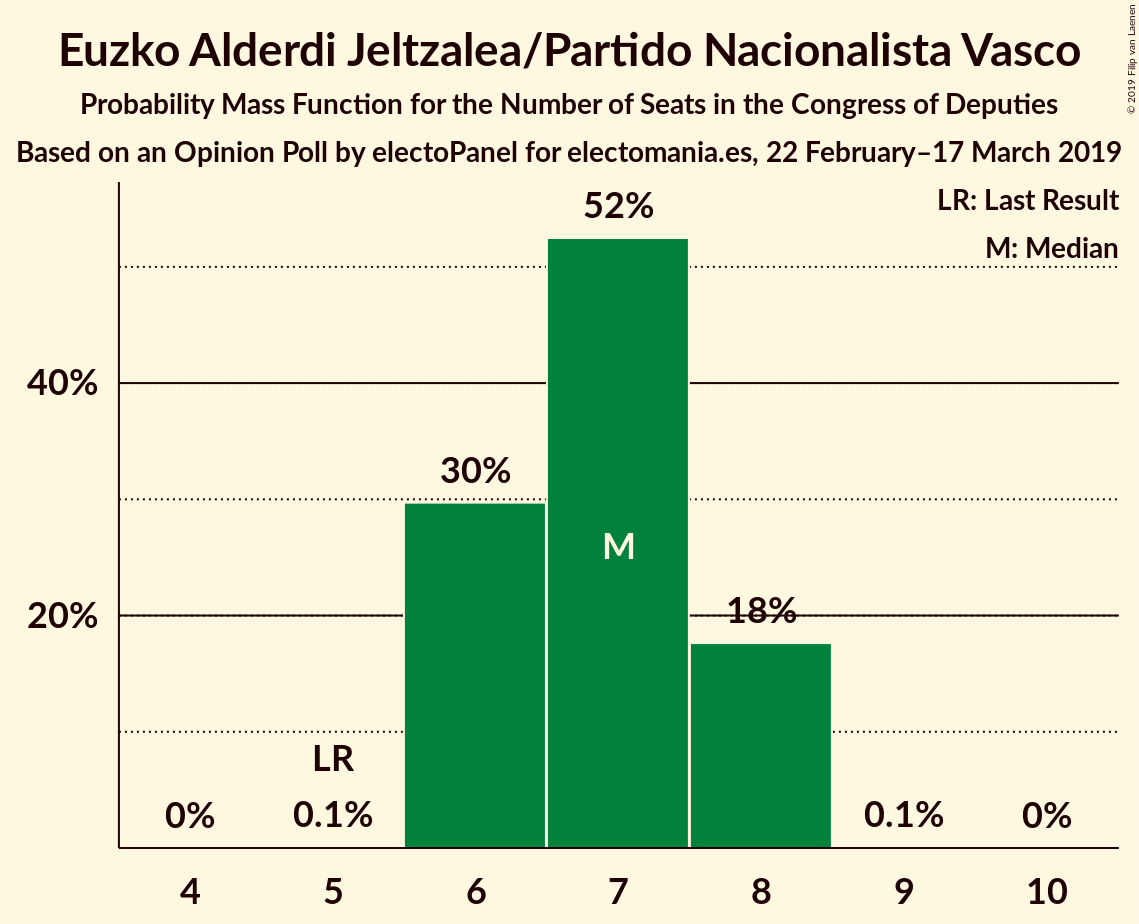 Euzko Alderdi Jeltzalea/Partido Nacionalista Vasco
Probability Mass Function for the Number of Seats in the Congress of Deputies
Based on an Opinion Poll by electoPanel for electomania.es, 22 February–17 March 2019
© 2019 Filip van Laenen
LR: Last Result
M: Median
52%
40%
30%
M
20%
18%
LR
0%
0.1%
0.1%
0%
4
5
6
7
8
9
10